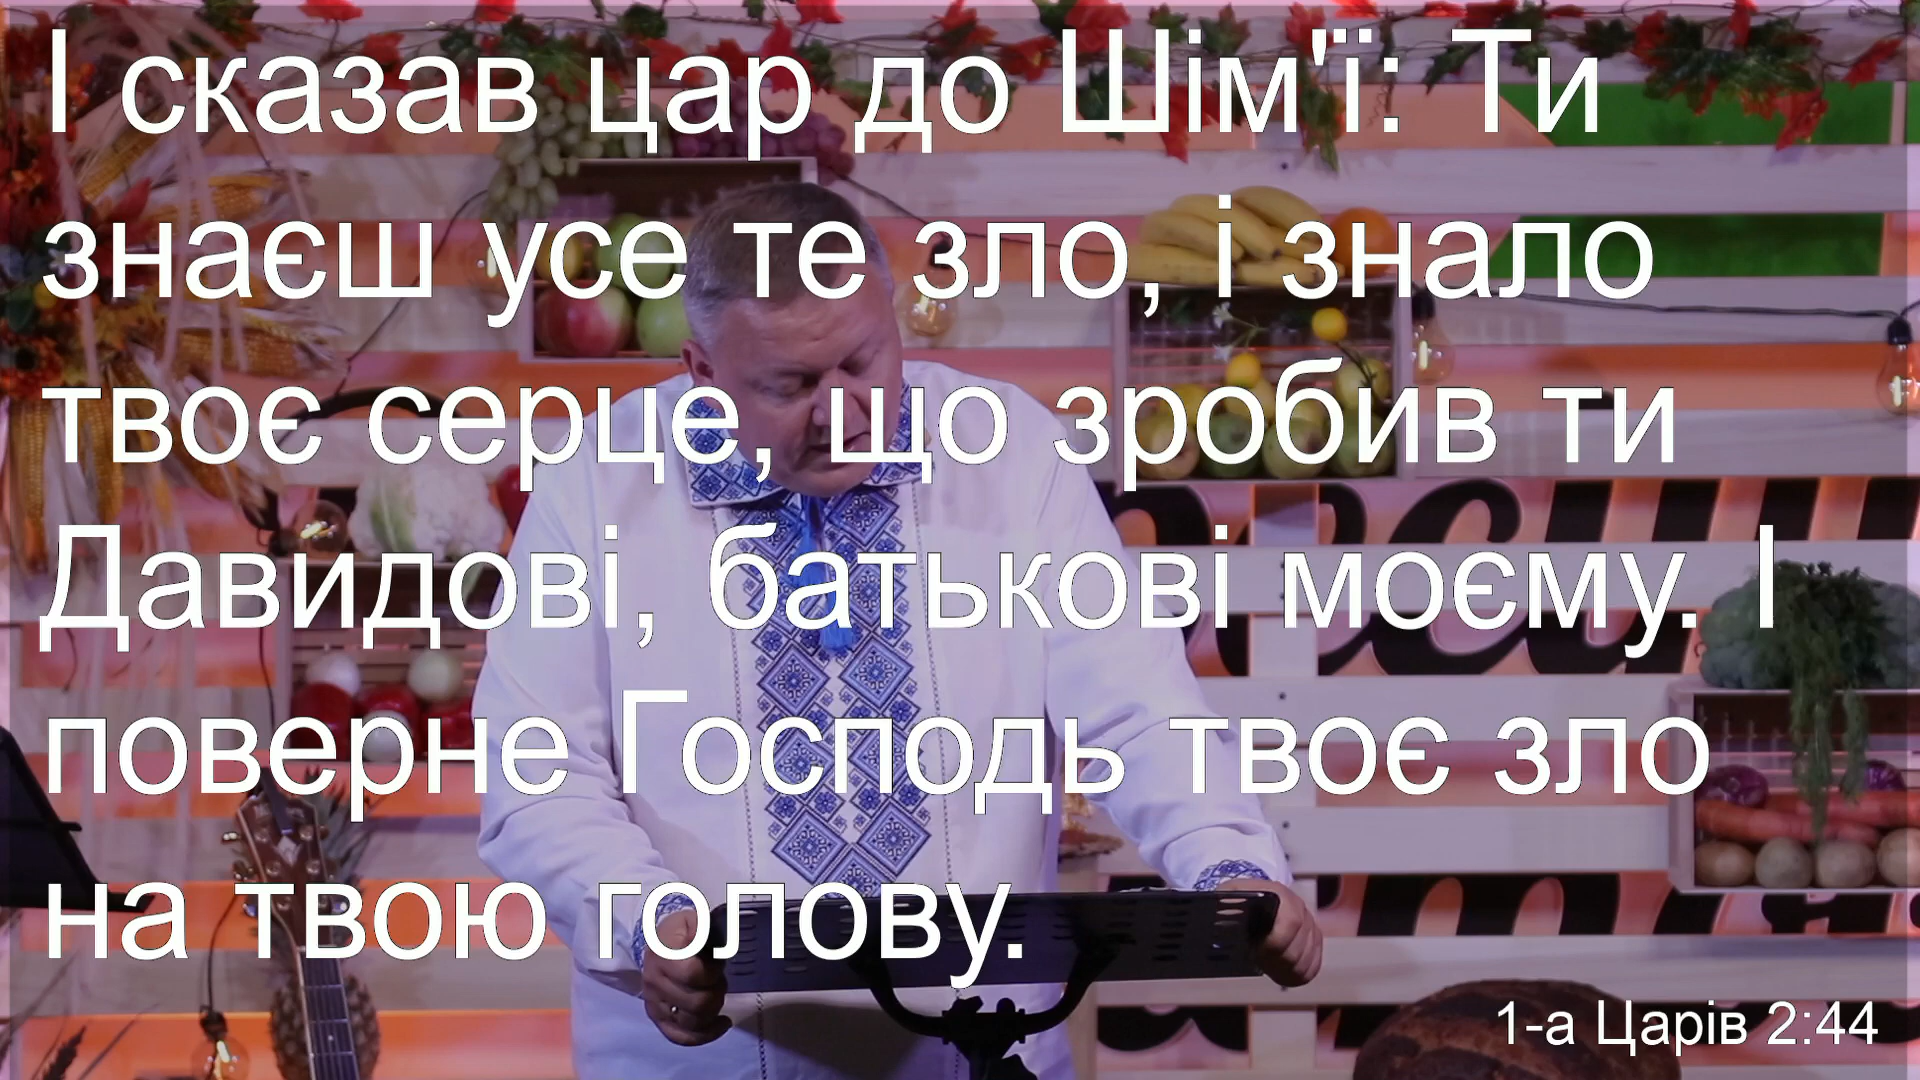 І сказав цар до Шім'ї: Ти
знаєш усе те зло, і знало
твоє серце, що зробив ти
Давидові, батькові моєму. І
поверне Господь твоє зло
на твою голову.
1-а Царів 2:44